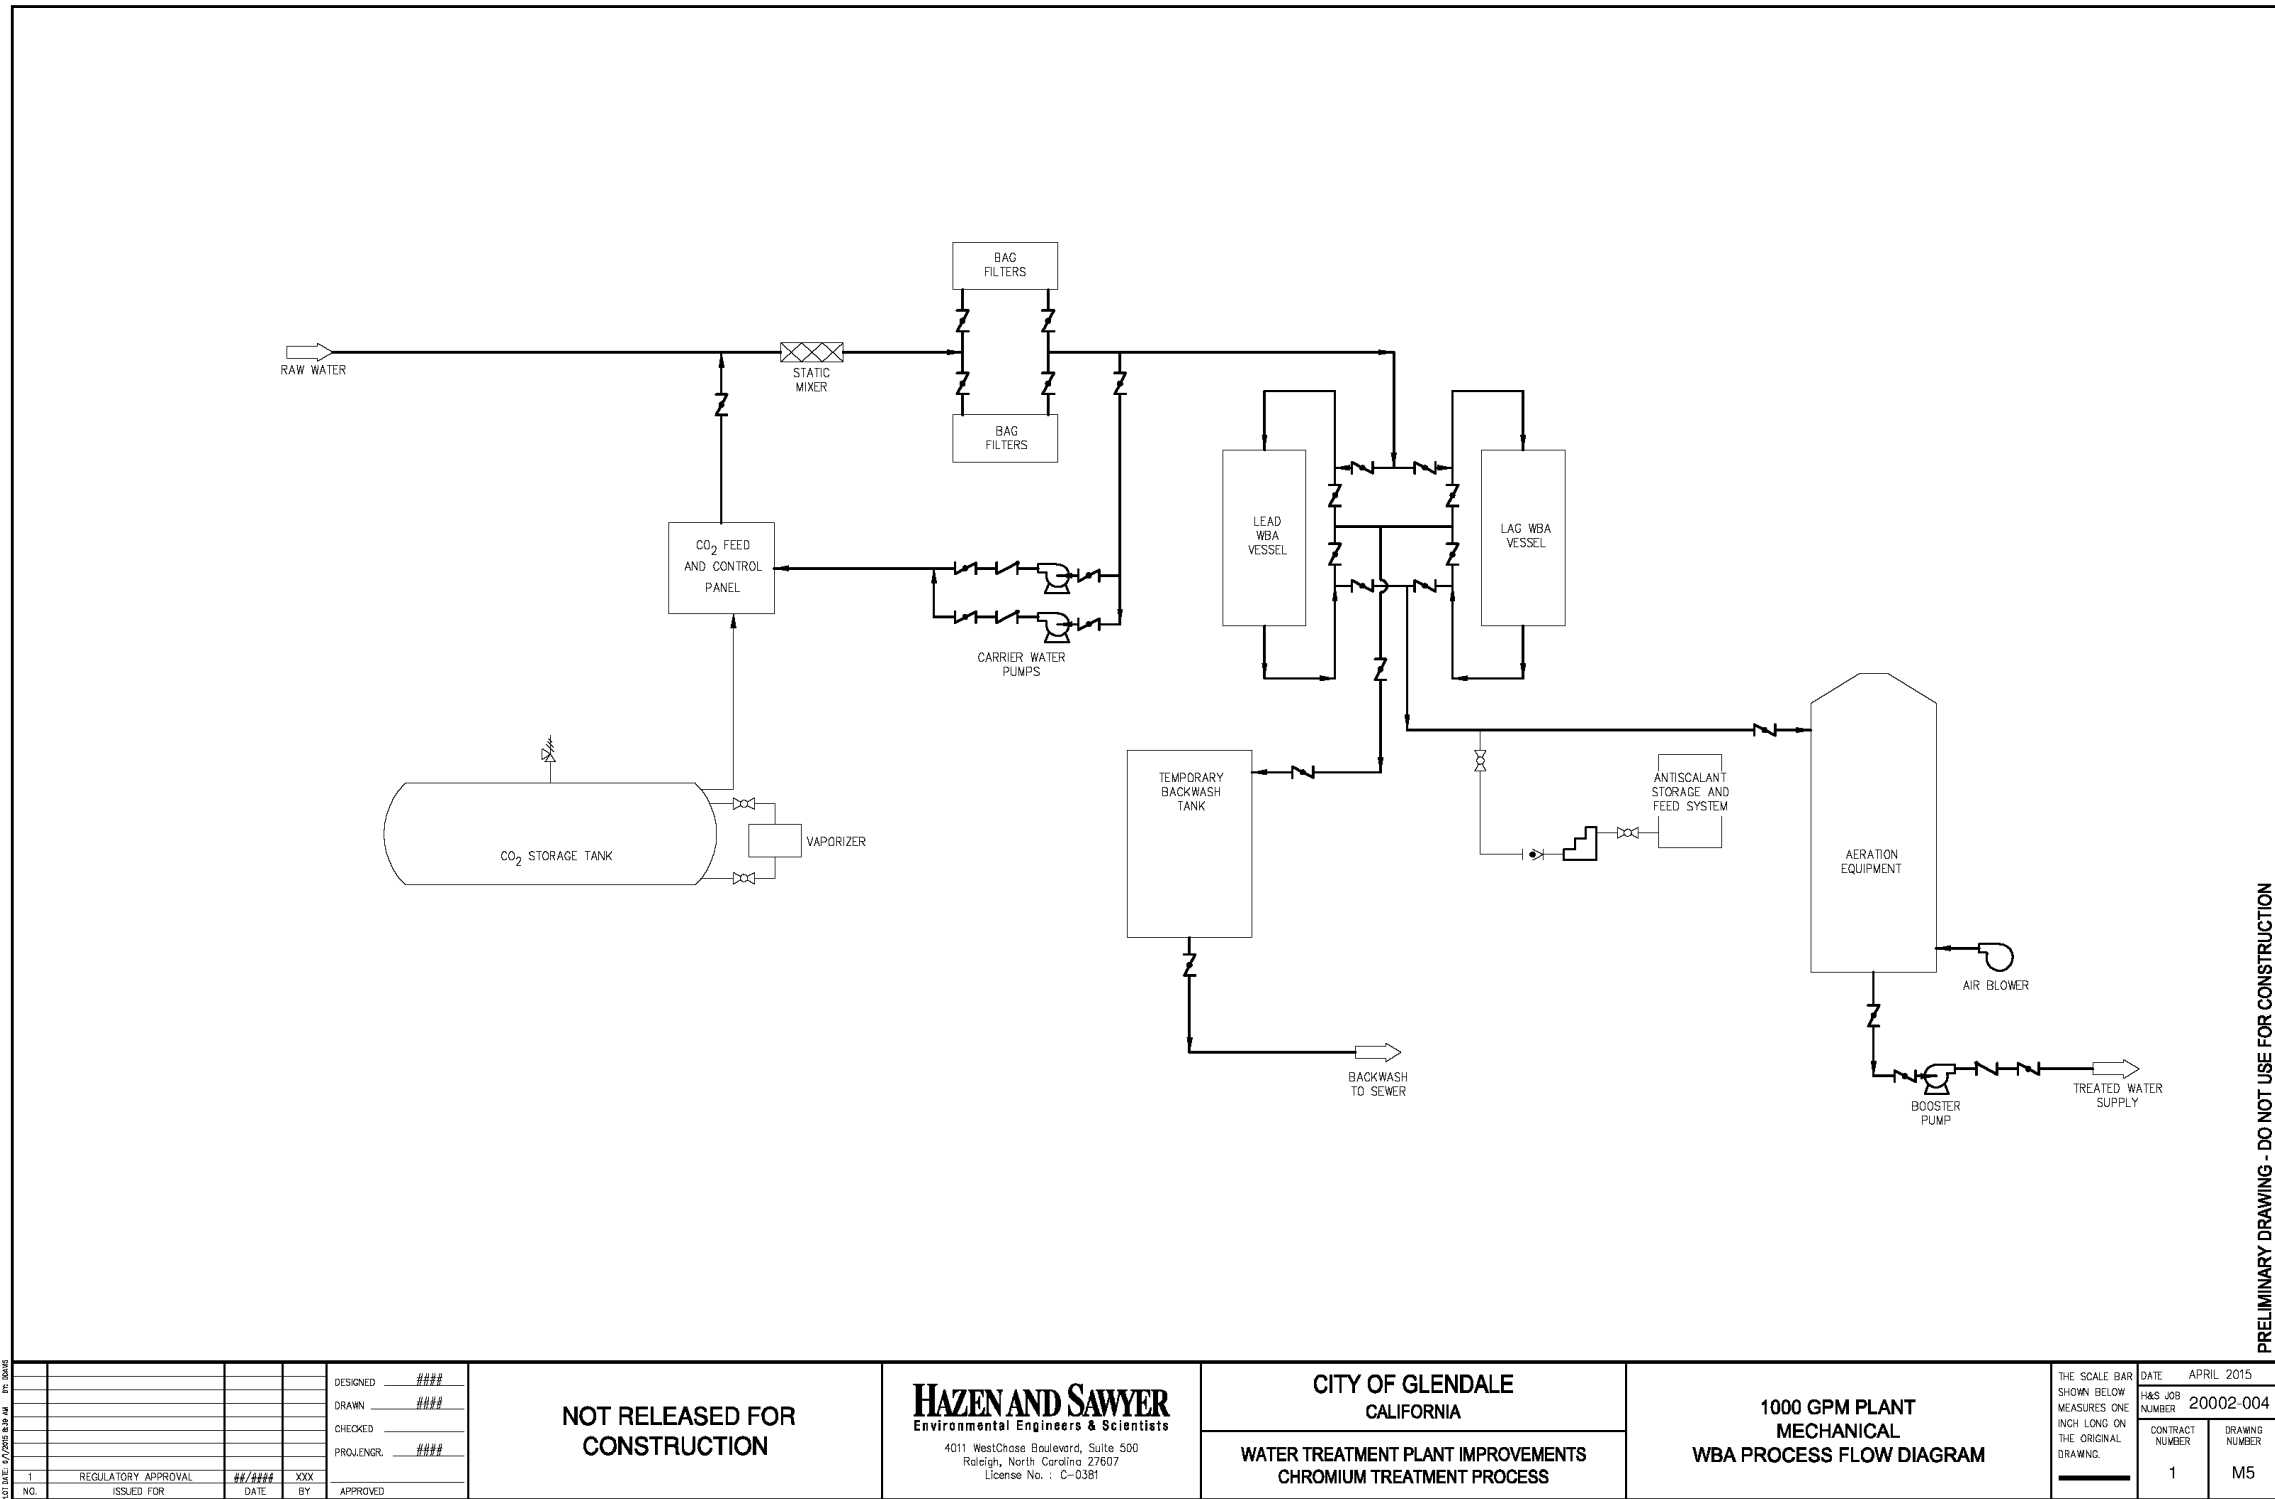 BAG
FILTERS
RAW WATER
STATIC
MIXER
BAG
FILTERS
LEAD
WBA
VESSEL
LAG WBA
VESSEL
CO2 FEED
AND CONTROL
PANEL
CARRIER WATER
PUMPS
TEMPORARY
BACKWASH
TANK
ANTISCALANT
STORAGE AND
FEED SYSTEM
VAPORIZER
CO2 STORAGE TANK
AERATION
EQUIPMENT
AIR BLOWER
BACKWASH
TO SEWER
BOOSTER
PUMP
TREATED WATER
SUPPLY
PRELIMINARY DRAWING - DO NOT USE FOR CONSTRUCTION
1 REGULATORY APPROVAL ##/#### XXX
NO. ISSUED FOR DATE BY
DESIGNED ####
DRAWN ####
CHECKED
PROJ.ENGR. ####
APPROVED
NOT RELEASED FOR
CONSTRUCTION
HAZEN AND SAWYER
Environmental Engineers & Scientists
4011 WestChase Boulevard, Suite 500
Raleigh, North Carolina 27607
License No. : C-0381
CITY OF GLENDALE
CALIFORNIA
WATER TREATMENT PLANT IMPROVEMENTS
CHROMIUM TREATMENT PROCESS
1000 GPM PLANT
MECHANICAL
WBA PROCESS FLOW DIAGRAM
THE SCALE BAR
SHOWN BELOW
MEASURES ONE
INCH LONG ON
THE ORIGINAL
DRAWING.
DATE APRIL 2015
H&S JOB
NUMBER 20002-004
CONTRACT
NUMBER
1
DRAWING
NUMBER
M5